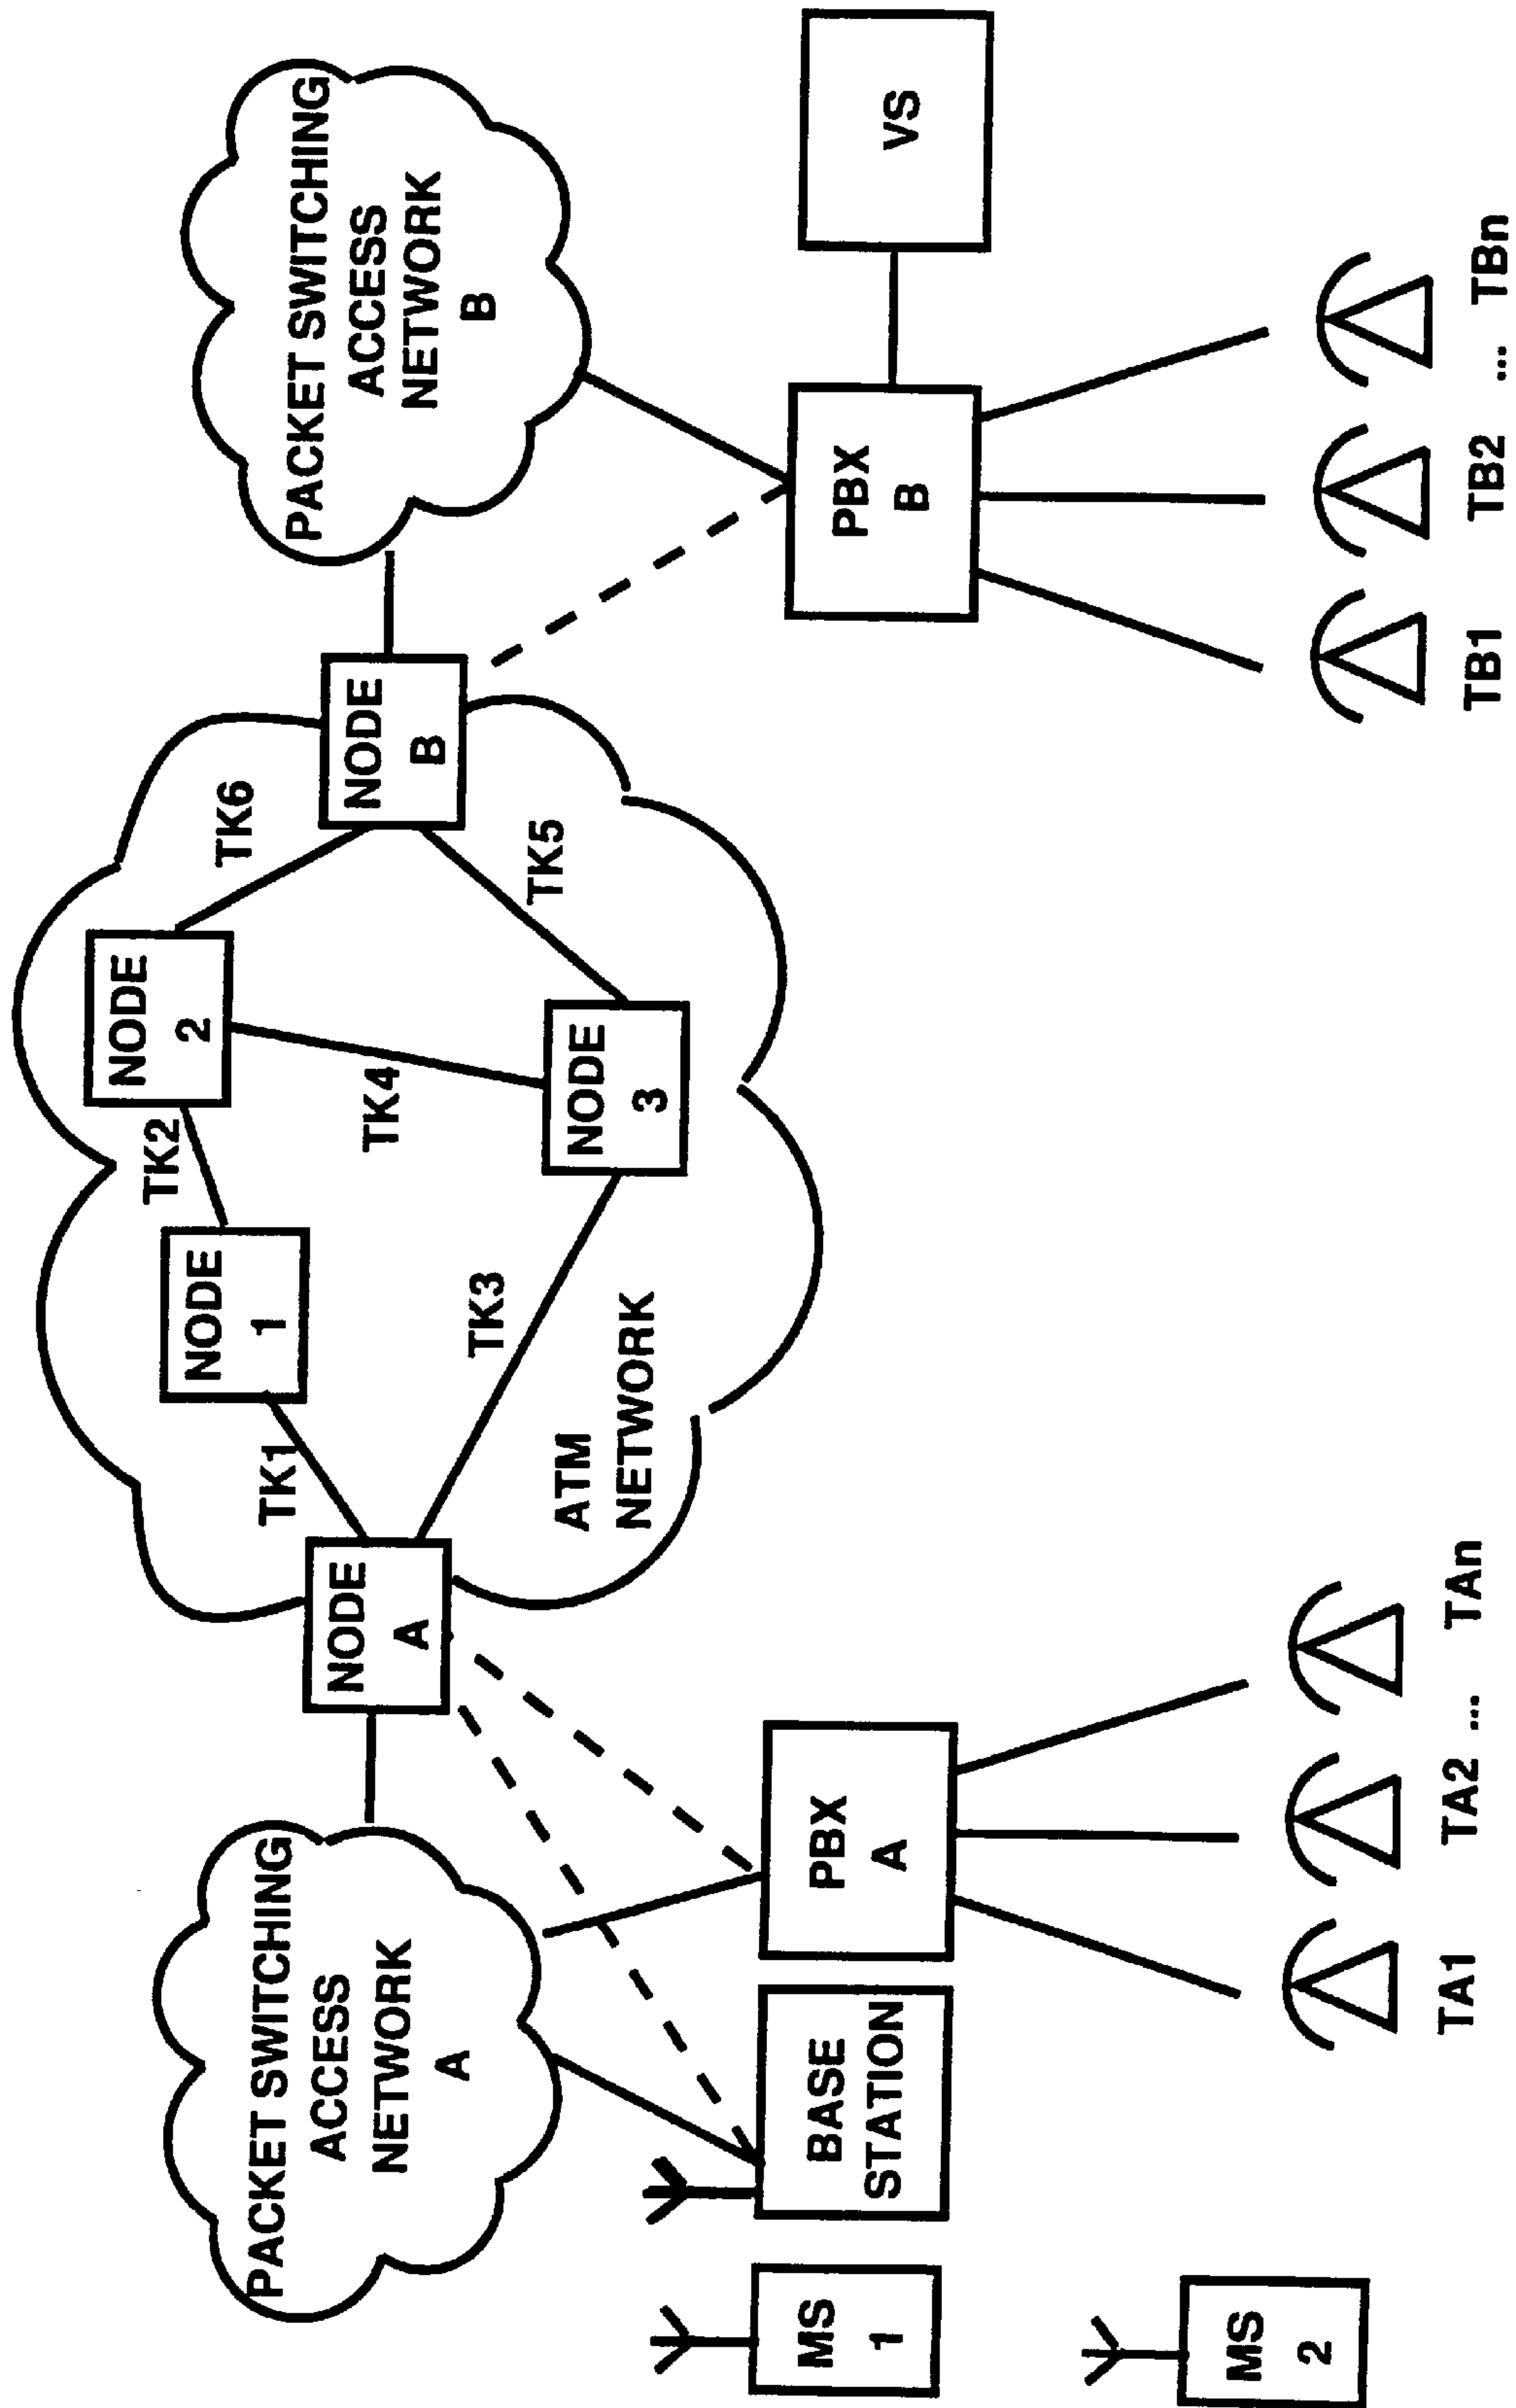 PACKET SWITCHING
ACCESS
NETWORK
A
NODE
A
TK1
NODE
1
TK2
NODE
2
TK6
TK3
TK4
NODE
3
TK5
NODE
B
ATM
NETWORK
PACKET SWITCHING
ACCESS
NETWORK
B
MS
1
MS
2
BASE
STATION
PBX
A
PBX
B
VS
TA1 TA2 ... TAn
TB1 TB2 ... TBn